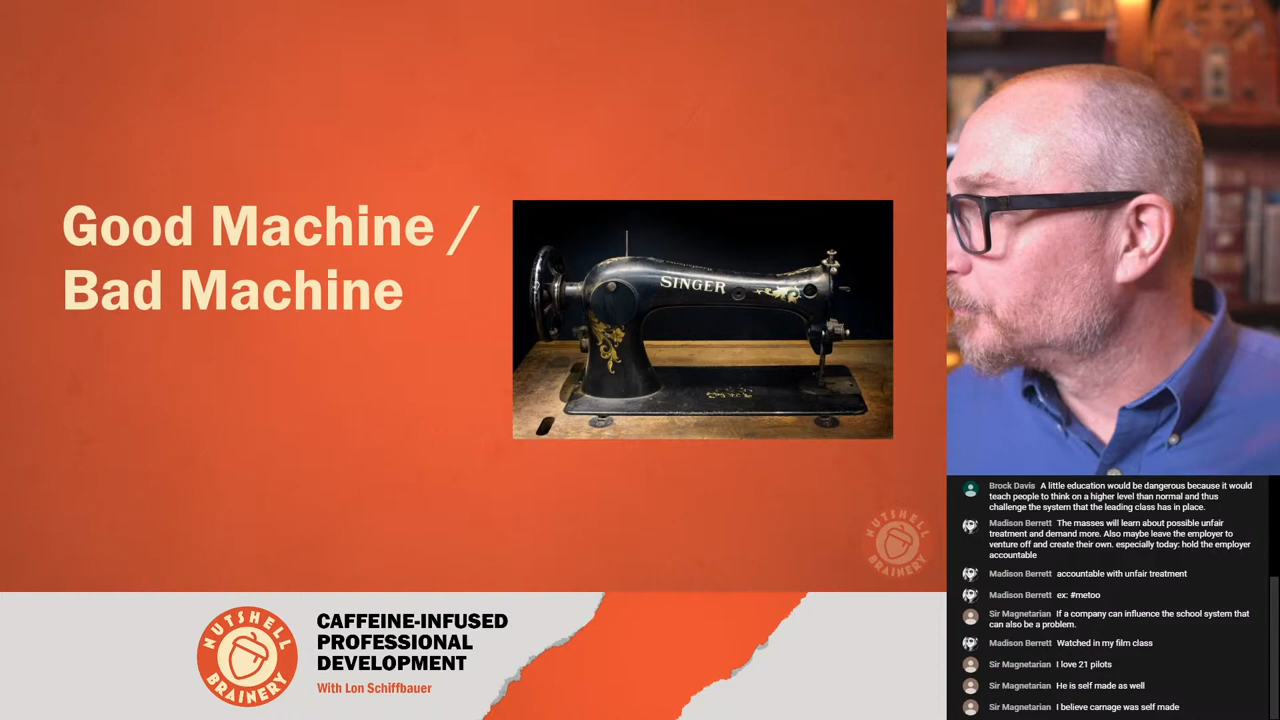 Good Machine /
Bad Machine
SINGER
NUTSHELL
BRAINERY
NUTSHELL
BRAINERY
CAFFEINE-INFUSED
PROFESSIONAL
DEVELOPMENT
With Lon Schiffbauer
Brock Davis A little education would be dangerous because it would
teach people to think on a higher level than normal and thus
challenge the system that the leading class has in place.
Madison Berrett The masses will learn about possible unfair
treatment and demand more. Also maybe leave the employer to
venture off and create their own. especially today: hold the employer
accountable
Madison Berrett accountable with unfair treatment
Madison Berrett ex: #metoo
Sir Magnetarian If a company can influence the school system that
can also be a problem.
Madison Berrett Watched in my film class
Sir Magnetarian I love 21 pilots
Sir Magnetarian He is self made as well
Sir Magnetarian I believe carnage was self made